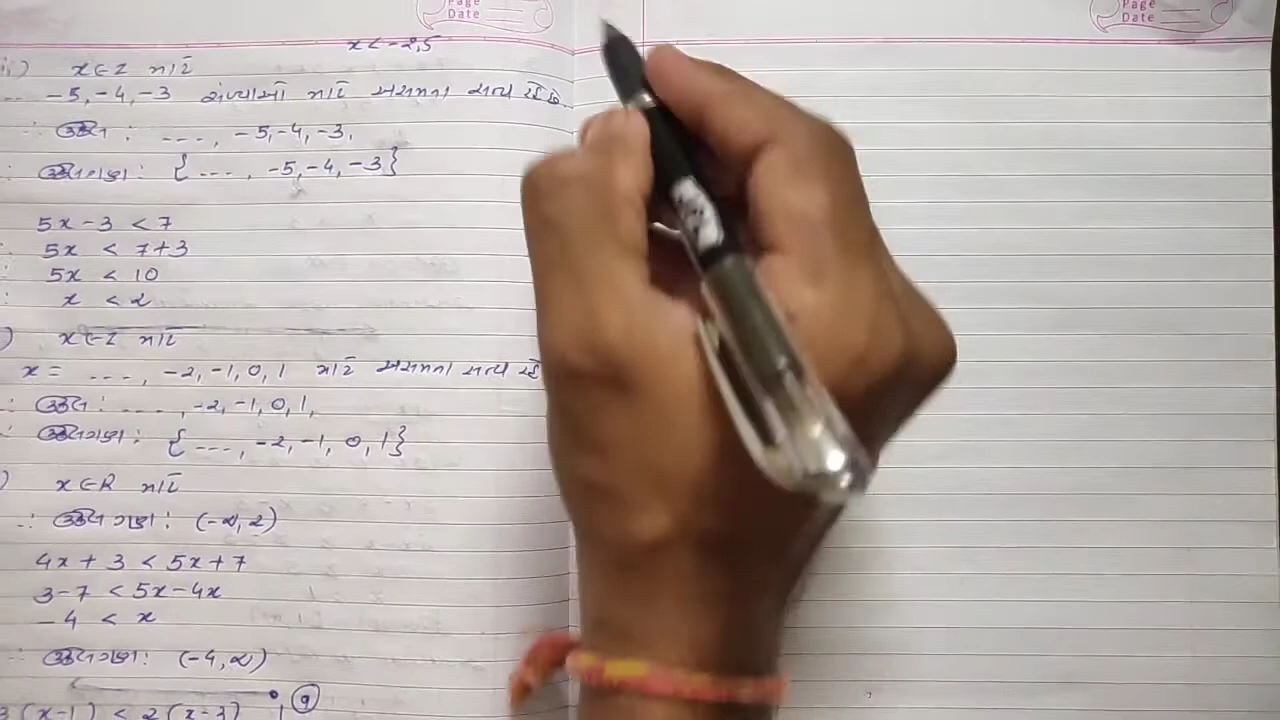 Page
Date
Page
Date
x < -2.5
ii) x ∈ Z માટે
∴ -5, -4, -3 સંખ્યાઓ માટે અસમતા સત્ય રહે છે.
∴ ઉકેલ : ...., -5, -4, -3,
∴ ઉકેલગણ : {...., -5, -4, -3}
5x - 3 < 7
∴ 5x < 7+3
∴ 5x < 10
∴ x < 2
) x ∈ Z માટે
x = ...., -2, -1, 0, 1 માટે અસમતા સત્ય રહે
∴ ઉકેલ : ...., -2, -1, 0, 1,
∴ ઉકેલગણ : {...., -2, -1, 0, 1}
) x ∈ R માટે
∴ ઉકેલગણ : (-∞, 2)
4x + 3 < 5x + 7
3 - 7 < 5x - 4x
-4 < x
∴ ઉકેલગણ : (-4, ∞)
3(x-1) < 2(x-3)